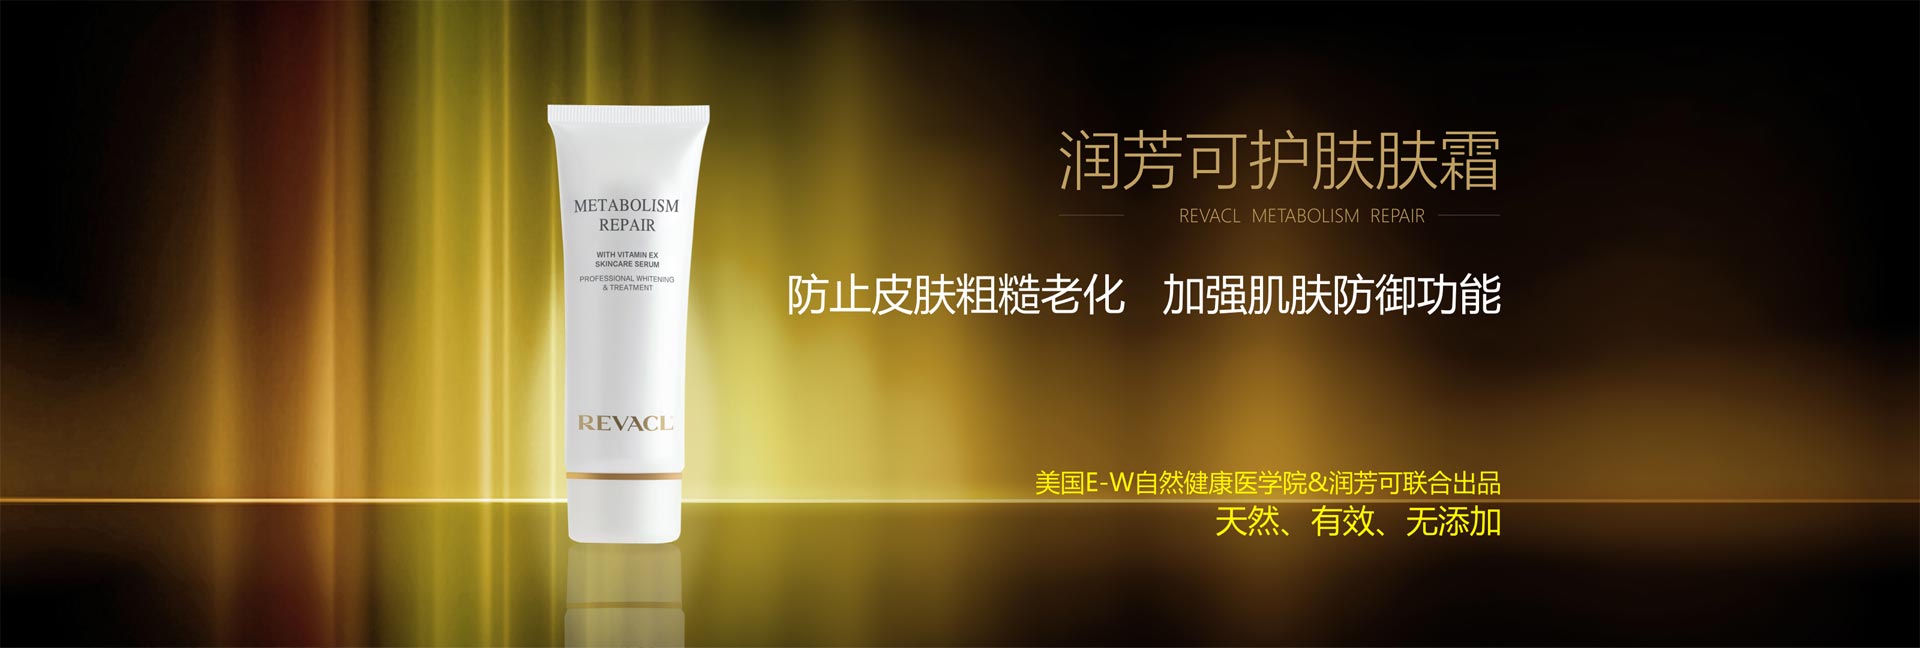 METABOLISM
REPAIR
WITH VITAMIN EX
SKINCARE SERUM
PROFESSIONAL WHITENING
& TREATMENT
REVACL
润芳可护肤肤霜
REVACL METABOLISM REPAIR
防止皮肤粗糙老化 加强肌肤防御功能
美国E-W自然健康医学院&润芳可联合出品
天然、有效、无添加